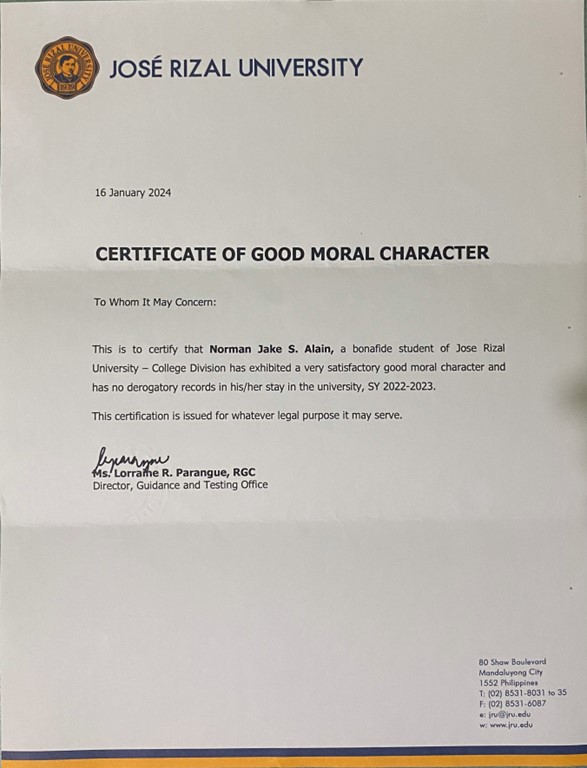 JOSÉ RIZAL UNIVERSITY
JOSÉ RIZAL UNIVERSITY
1919
16 January 2024
CERTIFICATE OF GOOD MORAL CHARACTER
To Whom It May Concern:
This is to certify that Norman Jake S. Alain, a bonafide student of Jose Rizal
University – College Division has exhibited a very satisfactory good moral character and
has no derogatory records in his/her stay in the university, SY 2022-2023.
This certification is issued for whatever legal purpose it may serve.
Ms. Lorraine R. Parangue, RGC
Director, Guidance and Testing Office
80 Shaw Boulevard
Mandaluyong City
1552 Philippines
T: (02) 8531-8031 to 35
F: (02) 8531-6087
e: jru@jru.edu
w: www.jru.edu